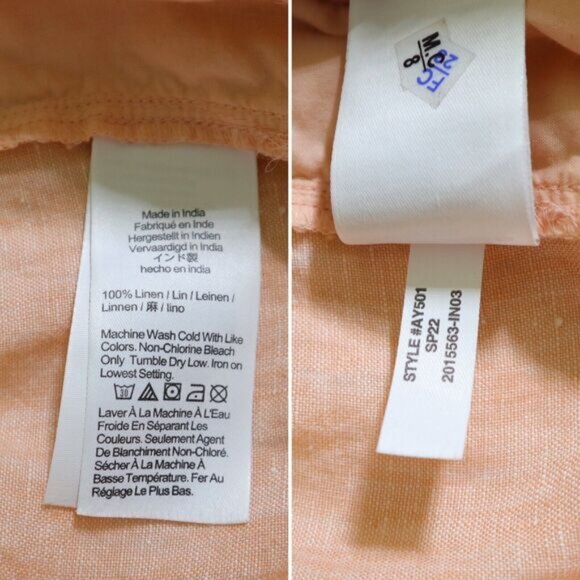 Made in India
Fabriqué en Inde
Hergestellt in Indien
Vervaardigd in India
インド製
hecho en india
100% Linen / Lin / Leinen /
Linnen / 麻 / lino
Machine Wash Cold With Like
Colors. Non-Chlorine Bleach
Only Tumble Dry Low. Iron on
Lowest Setting.
30
Laver À La Machine À L'Eau
Froide En Séparant Les
Couleurs. Seulement Agent
De Blanchiment Non-Chloré.
Sécher À La Machine À
Basse Température. Fer Au
Réglage Le Plus Bas.
M.C
8
STYLE #AY501
SP22
2015563-IN03